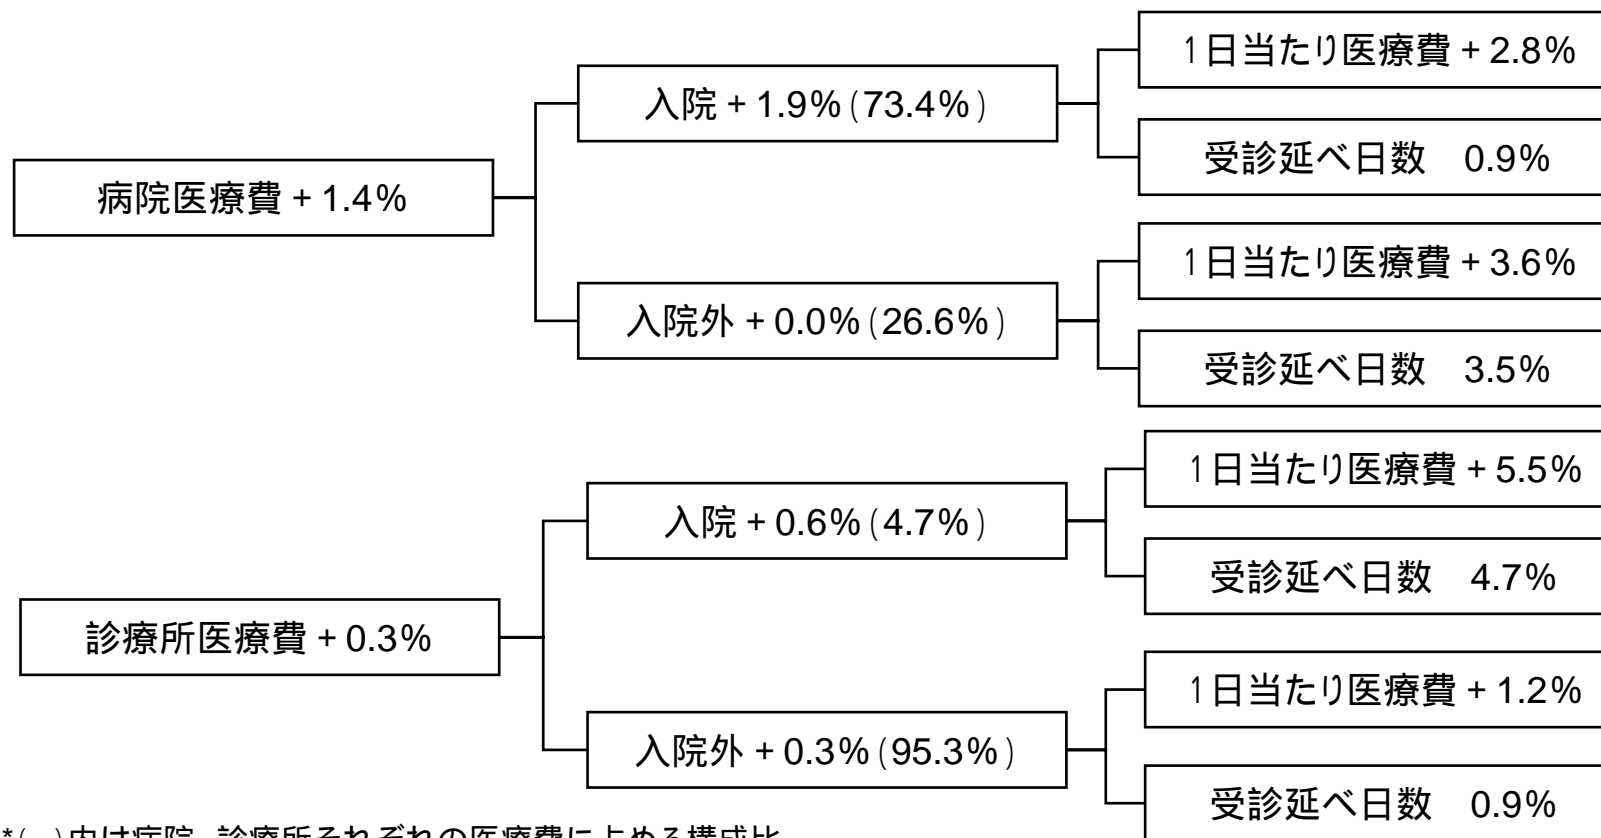 病院医療費 + 1.4%
入院 + 1.9% (73.4%)
1日当たり医療費 + 2.8%
受診延べ日数　0.9%
入院外 + 0.0% (26.6%)
1日当たり医療費 + 3.6%
受診延べ日数　3.5%
診療所医療費 + 0.3%
入院 + 0.6% (4.7%)
1日当たり医療費 + 5.5%
受診延べ日数　4.7%
入院外 + 0.3% (95.3%)
1日当たり医療費 + 1.2%
受診延べ日数　0.9%
*(　)内は病院 診療所それぞれの医療費に占める構成比